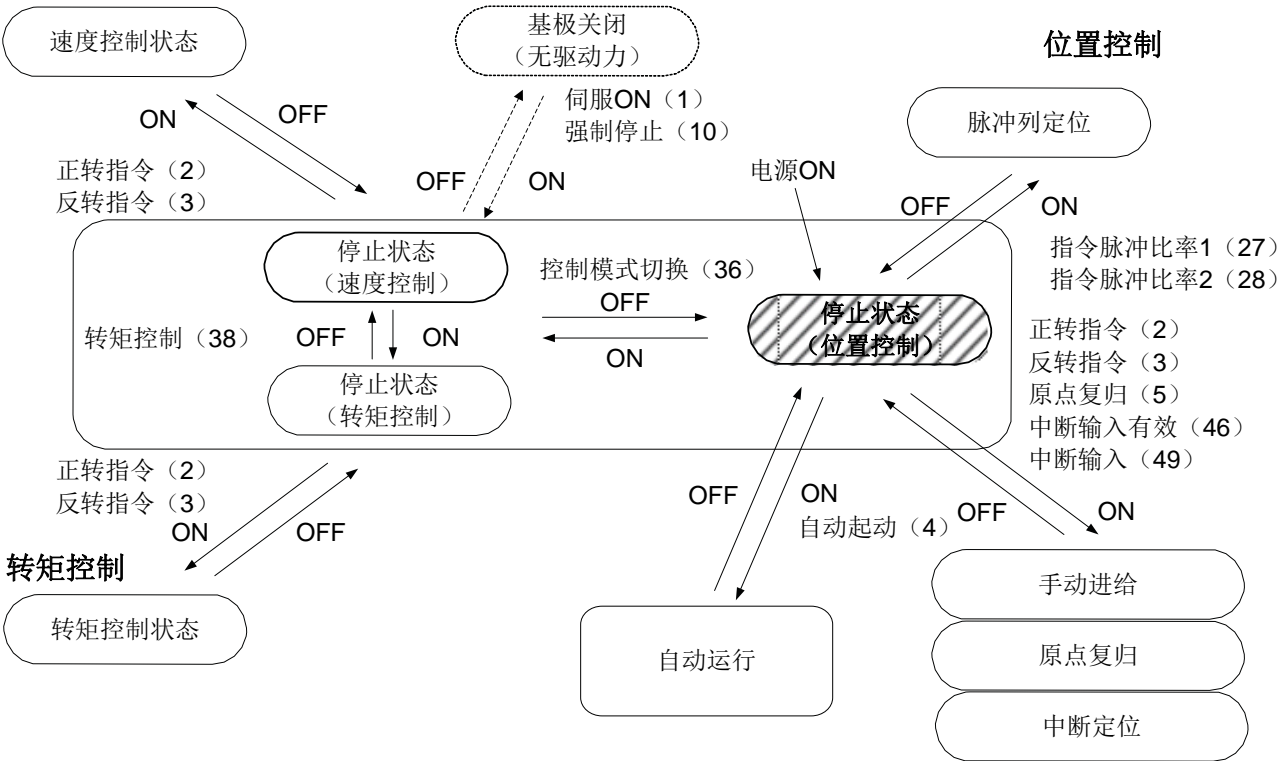 速度控制状态
基极关闭
（无驱动力）
位置控制
ON
OFF
伺服ON（1）
强制停止（10）
脉冲列定位
正转指令（2）
反转指令（3）
OFF
ON
电源ON
OFF
ON
停止状态
（速度控制）
控制模式切换（36）
OFF
ON
指令脉冲比率1（27）
指令脉冲比率2（28）
转矩控制（38）
OFF
ON
停止状态
（位置控制）
停止状态
（转矩控制）
正转指令（2）
反转指令（3）
原点复归（5）
中断输入有效（46）
中断输入（49）
正转指令（2）
反转指令（3）
ON
OFF
OFF
ON
自动起动（4）
OFF
ON
转矩控制
转矩控制状态
自动运行
手动进给
原点复归
中断定位